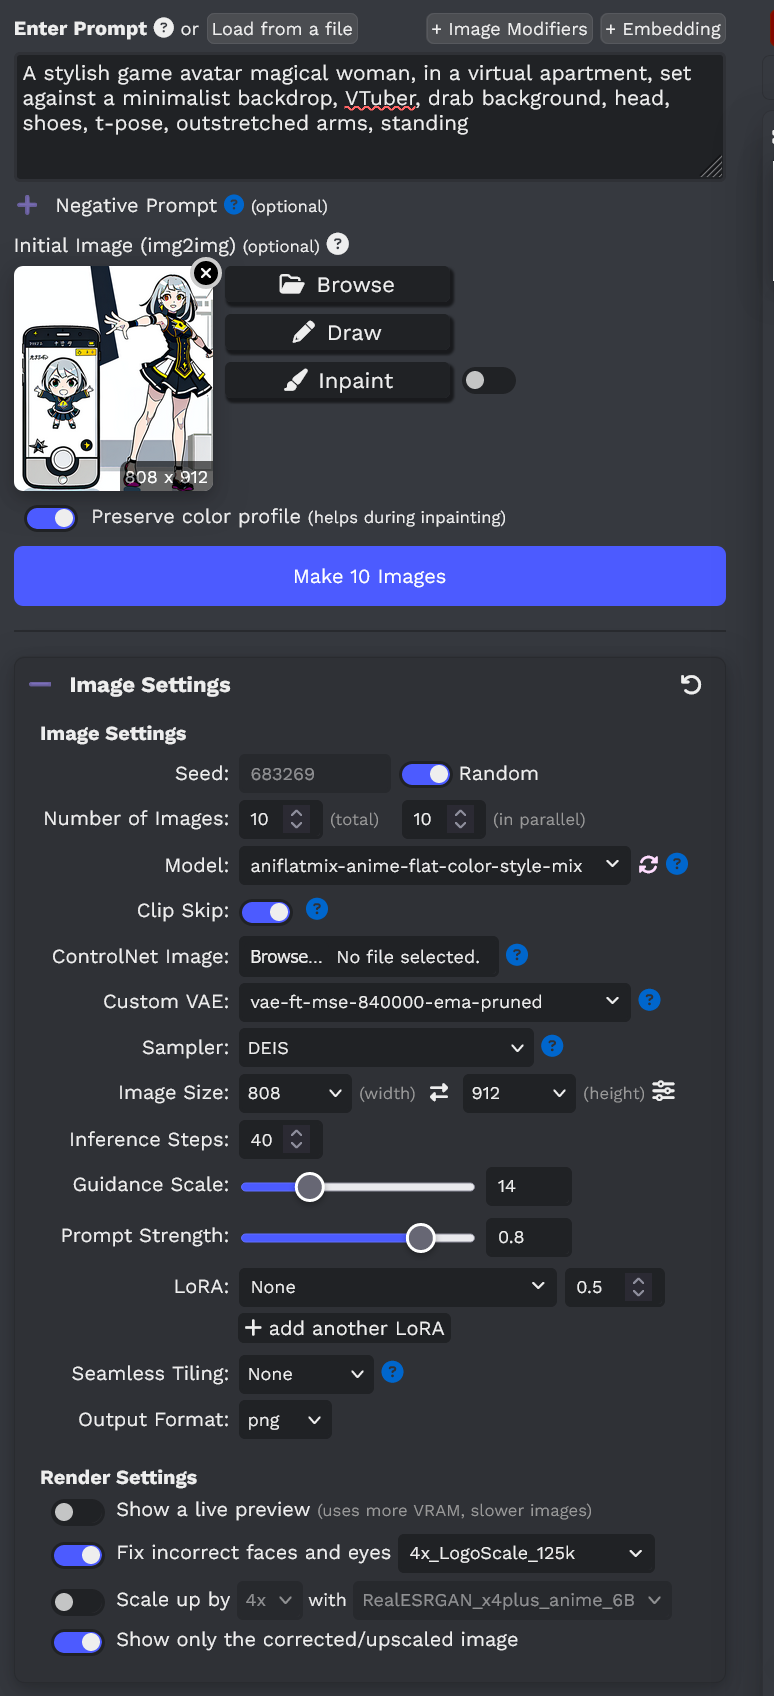 Enter Prompt ? or Load from a file + Image Modifiers + Embedding
A stylish game avatar magical woman, in a virtual apartment, set
against a minimalist backdrop, VTuber, drab background, head,
shoes, t-pose, outstretched arms, standing
Negative Prompt ? (optional)
Initial Image (img2img) (optional) ?
Browse
Draw
Inpaint
808 x 912
Preserve color profile (helps during inpainting)
Make 10 Images
Image Settings
Image Settings
Seed: 683269 Random
Number of Images: 10 (total) 10 (in parallel)
Model: aniflatmix-anime-flat-color-style-mix ?
Clip Skip: ?
ControlNet Image: Browse... No file selected. ?
Custom VAE: vae-ft-mse-840000-ema-pruned ?
Sampler: DEIS ?
Image Size: 808 (width) 912 (height)
Inference Steps: 40
Guidance Scale: 14
Prompt Strength: 0.8
LoRA: None 0.5
+ add another LoRA
Seamless Tiling: None ?
Output Format: png
Render Settings
Show a live preview (uses more VRAM, slower images)
Fix incorrect faces and eyes 4x_LogoScale_125k
Scale up by 4x with RealESRGAN_x4plus_anime_6B
Show only the corrected/upscaled image